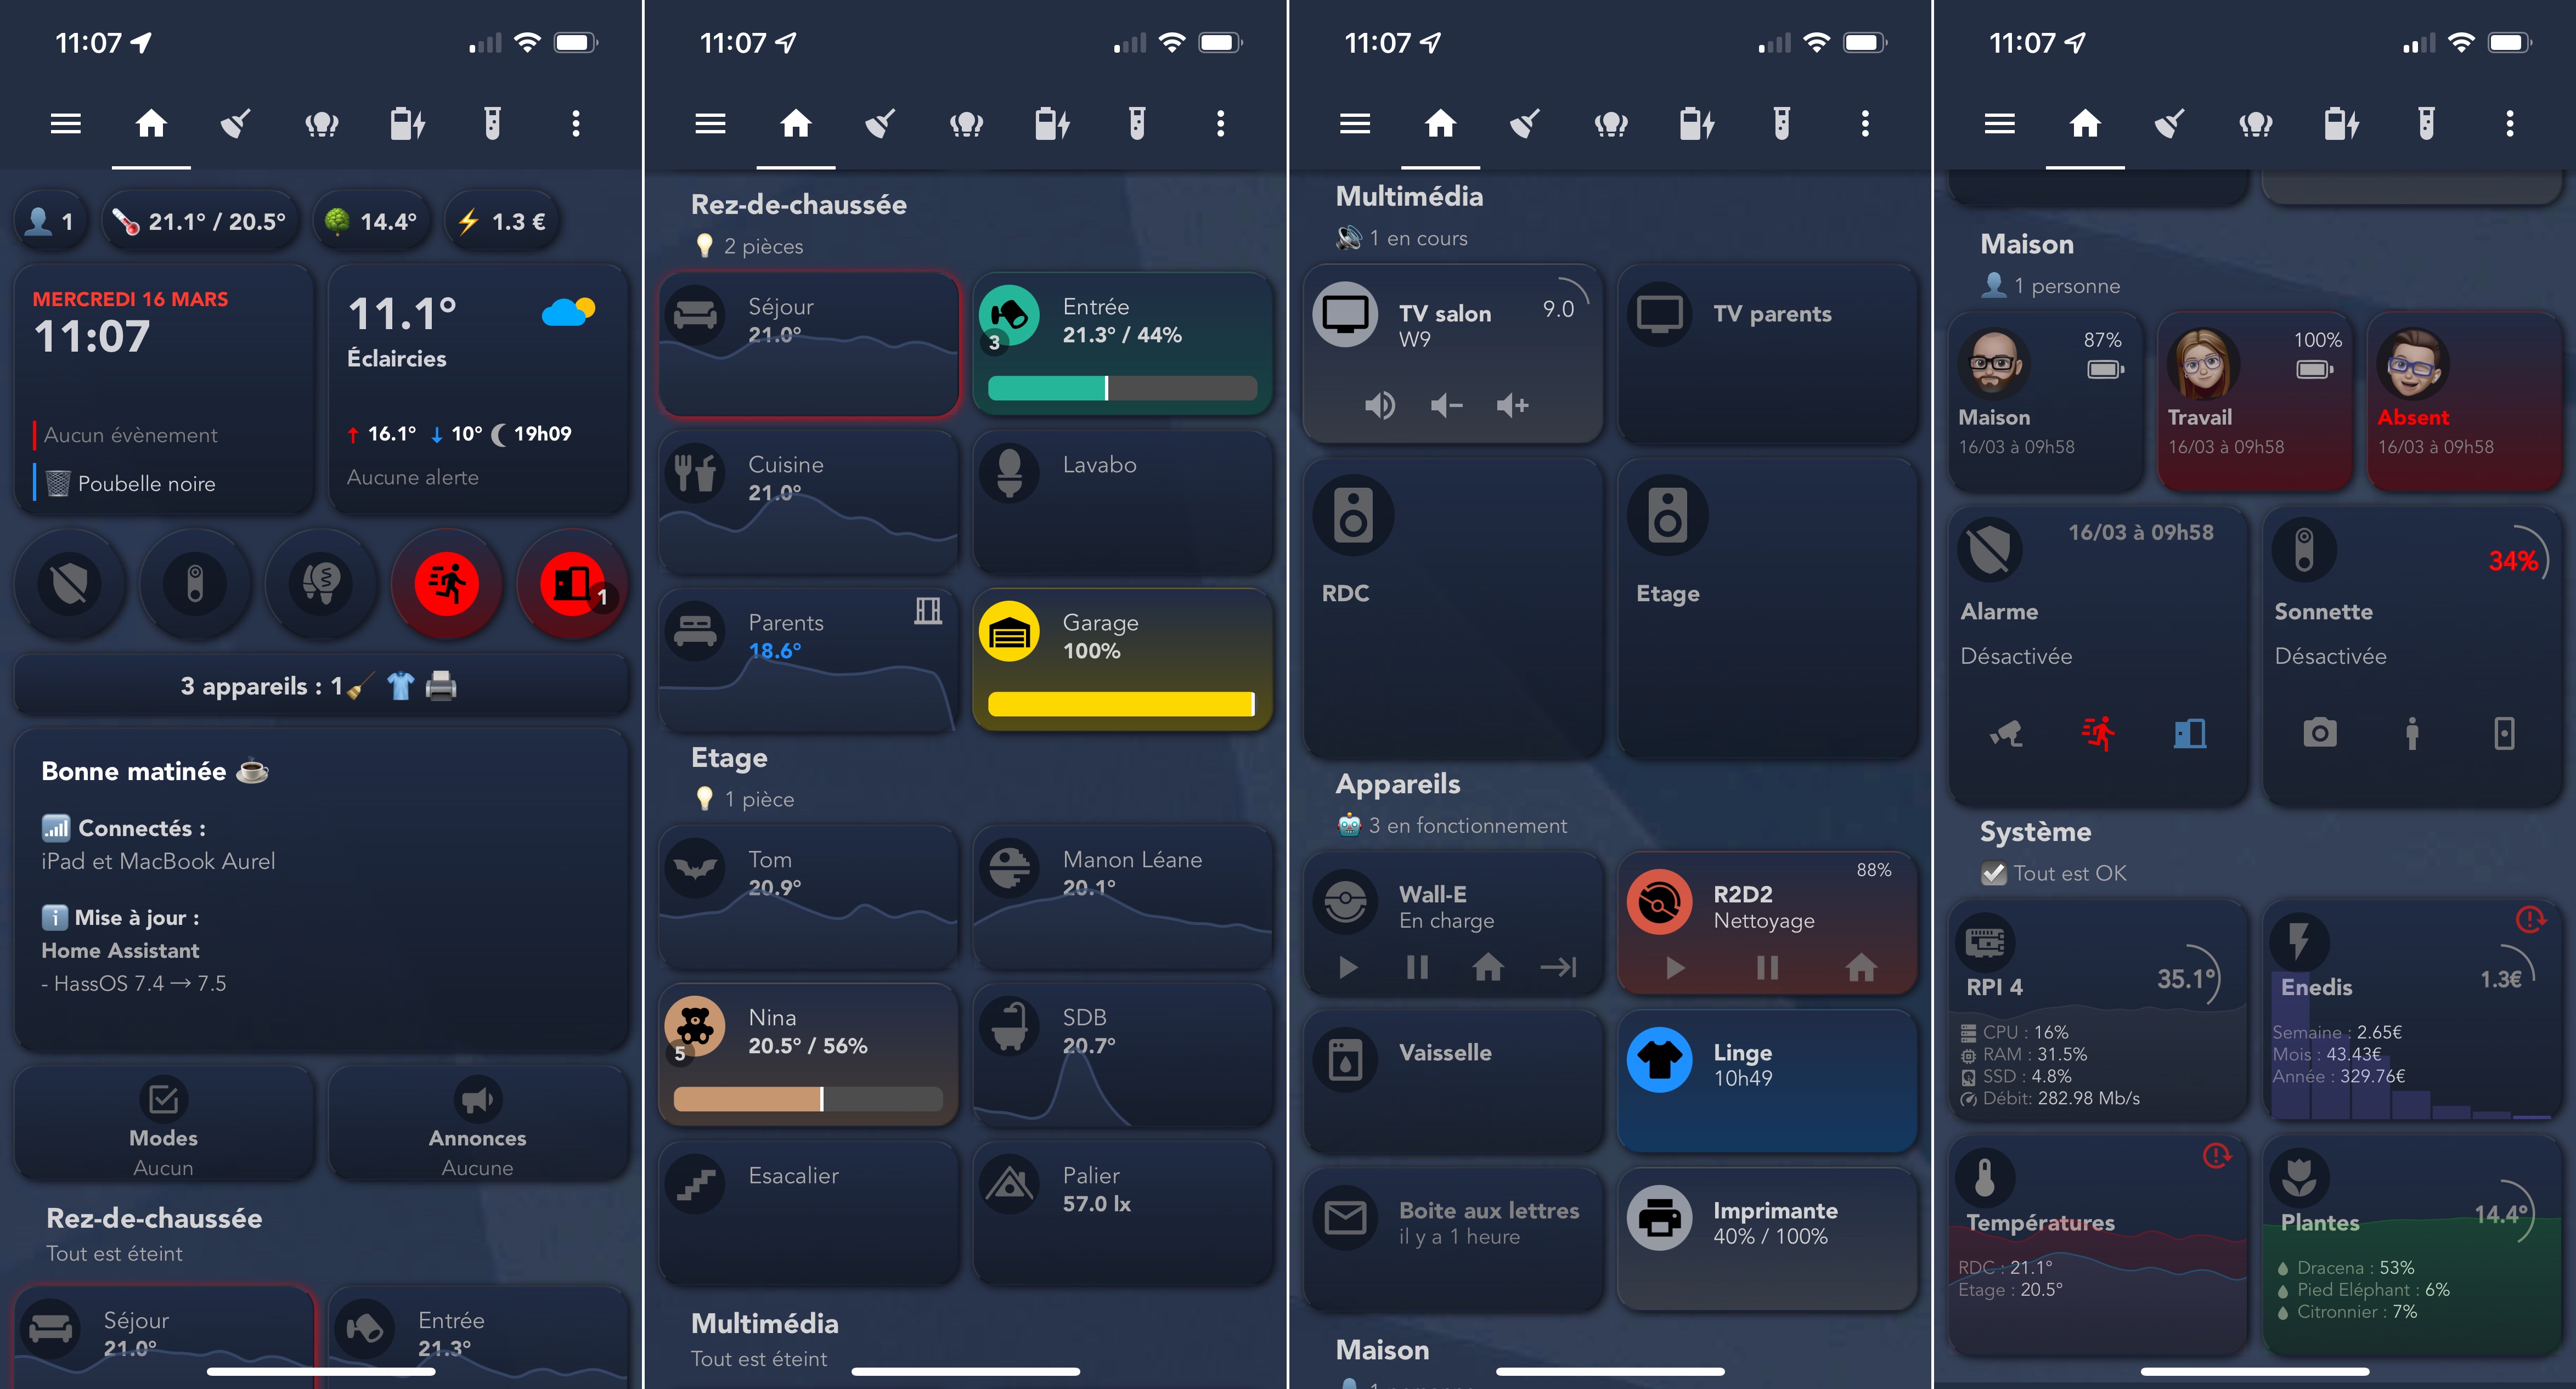 11:07
1
21.1° / 20.5°
14.4°
1.3 €
MERCREDI 16 MARS
11:07
Aucun évènement
Poubelle noire
11.1°
Éclaircies
16.1° 10° 19h09
Aucune alerte
1
3 appareils : 1
Bonne matinée
Connectés :
iPad et MacBook Aurel
Mise à jour :
Home Assistant
- HassOS 7.4 → 7.5
Modes
Aucun
Annonces
Aucune
Rez-de-chaussée
Tout est éteint
Séjour
21.0°
Entrée
21.3°
11:07
Rez-de-chaussée
2 pièces
Séjour
21.0°
Entrée
21.3° / 44%
3
Cuisine
21.0°
Lavabo
Parents
18.6°
Garage
100%
Etage
1 pièce
Tom
20.9°
Manon Léane
20.1°
Nina
20.5° / 56%
5
SDB
20.7°
Esacalier
Palier
57.0 lx
Multimédia
Tout est éteint
11:07
Multimédia
1 en cours
TV salon
W9
9.0
TV parents
RDC
Etage
Appareils
3 en fonctionnement
Wall-E
En charge
88%
R2D2
Nettoyage
Vaisselle
Linge
10h49
Boite aux lettres
il y a 1 heure
Imprimante
40% / 100%
Maison
11:07
Maison
1 personne
87%
Maison
16/03 à 09h58
100%
Travail
16/03 à 09h58
Absent
16/03 à 09h58
16/03 à 09h58
Alarme
Désactivée
34%
Sonnette
Désactivée
Système
Tout est OK
RPI 4
35.1°
CPU : 16%
RAM : 31.5%
SSD : 4.8%
Débit: 282.98 Mb/s
Enedis
1.3€
Semaine : 2.65€
Mois : 43.43€
Année : 329.76€
Températures
RDC : 21.1°
Etage : 20.5°
Plantes
14.4°
Dracena : 53%
Pied Eléphant : 6%
Citronnier : 7%